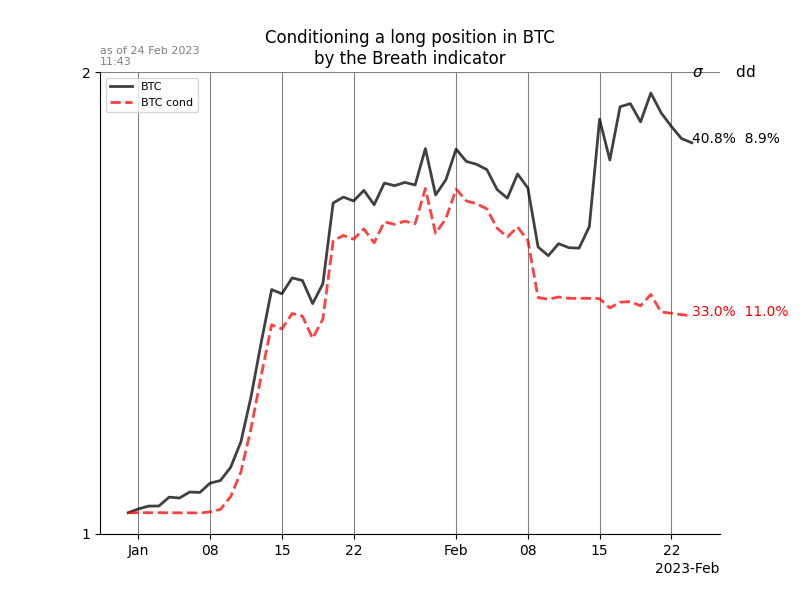 Conditioning a long position in BTC
by the Breath indicator
as of 24 Feb 2023
11:43
σ dd
2
BTC
BTC cond
40.8% 8.9%
33.0% 11.0%
1
Jan 08 15 22 Feb 08 15 22
2023-Feb